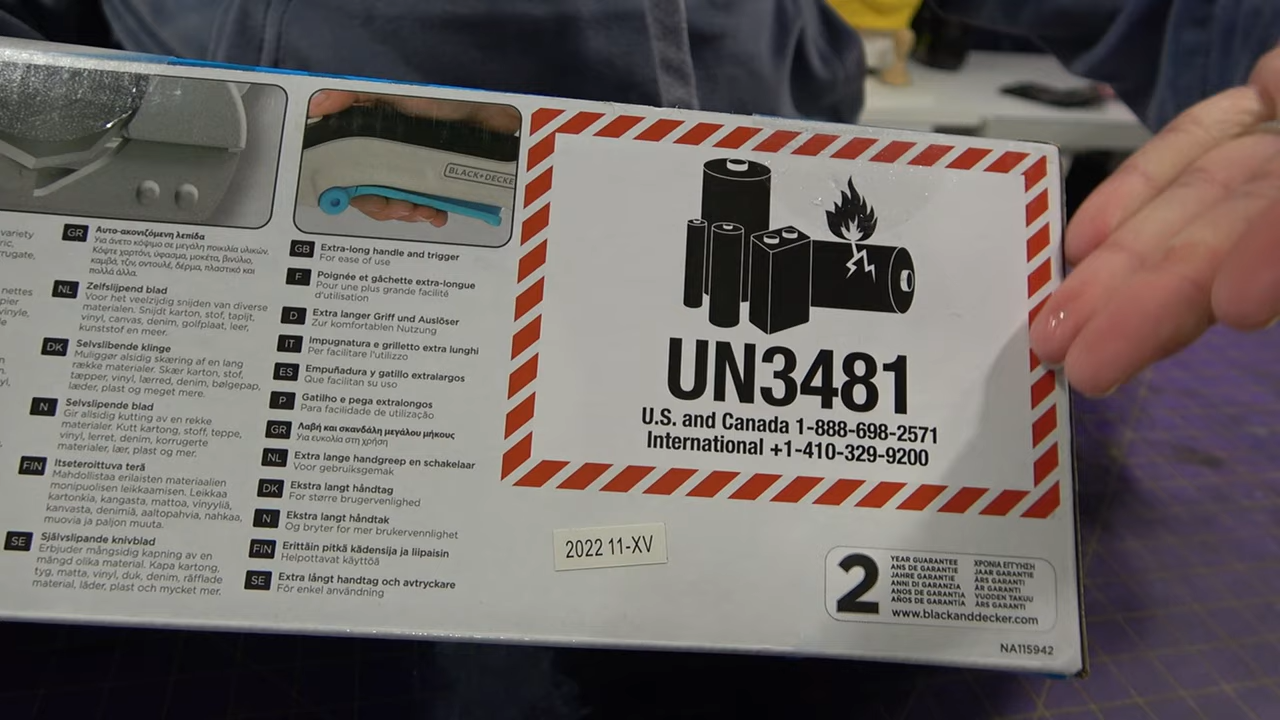 variety
ric,
rrugate,
nettes
pier
vinyle,
GR Αυτο-ακονιζόμενη λεπίδα
Για άνετο κόψιμο σε μεγάλη ποικιλία υλικών.
Κόψτε χαρτόνι, ύφασμα, μοκέτα, βινύλιο,
καμβά, τζιν, οντουλέ, δέρμα, πλαστικό και
πολλά άλλα.
NL Zelfslijpend blad
Voor het veelzijdig snijden van diverse
materialen. Snijdt karton, stof, tapijt,
vinyl, canvas, denim, golfplaat, leer,
kunststof en meer.
DK Selvslibende klinge
Muliggør alsidig skæring af en lang
række materialer. Skær karton, stof,
tæpper, vinyl, lærred, denim, bølgepap,
læder, plast og meget mere.
N Selvslipende blad
Gir allsidig kutting av en rekke
materialer. Kutt kartong, stoff, teppe,
vinyl, lerret, denim, korrugerte
materialer, lær, plast og mer.
FIN Itseteroittuva terä
Mahdollistaa erilaisten materiaalien
monipuolisen leikkaamisen. Leikkaa
kartonkia, kangasta, mattoa, vinyyliä,
kanvasta, denimiä, aaltopahvia, nahkaa,
muovia ja paljon muuta.
SE Självslipande knivblad
Erbjuder mångsidig kapning av en
mängd olika material. Kapa kartong,
tyg, matta, vinyl, duk, denim, räfflade
material, läder, plast och mycket mer.
BLACK+DECKE
GB Extra-long handle and trigger
For ease of use
F Poignée et gâchette extra-longue
Pour une plus grande facilité
d'utilisation
D Extra langer Griff und Auslöser
Zur komfortablen Nutzung
IT Impugnatura e grilletto extra lunghi
Per facilitare l'utilizzo
ES Empuñadura y gatillo extralargos
Que facilitan su uso
P Gatilho e pega extralongos
Para facilidade de utilização
GR Λαβή και σκανδάλη μεγάλου μήκους
Για ευκολία στη χρήση
NL Extra lange handgreep en schakelaar
Voor gebruiksgemak
DK Ekstra langt håndtag
For større brugervenlighed
N Ekstra langt håndtak
Og bryter for mer brukervennlighet
FIN Erittäin pitkä kädensija ja liipaisin
Helpottavat käyttöä
SE Extra långt handtag och avtryckare
För enkel användning
UN3481
U.S. and Canada 1-888-698-2571
International +1-410-329-9200
2022 11-XV
2
YEAR GUARANTEE
ANS DE GARANTIE
JAHRE GARANTIE
ANNI DI GARANZIA
ANOS DE GARANTIA
AÑOS DE GARANTÍA
ΧΡΟΝΙΑ ΕΓΓΥΗΣΗ
JAAR GARANTIE
ÅRS GARANTI
ÅR GARANTI
VUODEN TAKUU
ÅRS GARANTI
www.blackanddecker.com
NA115942